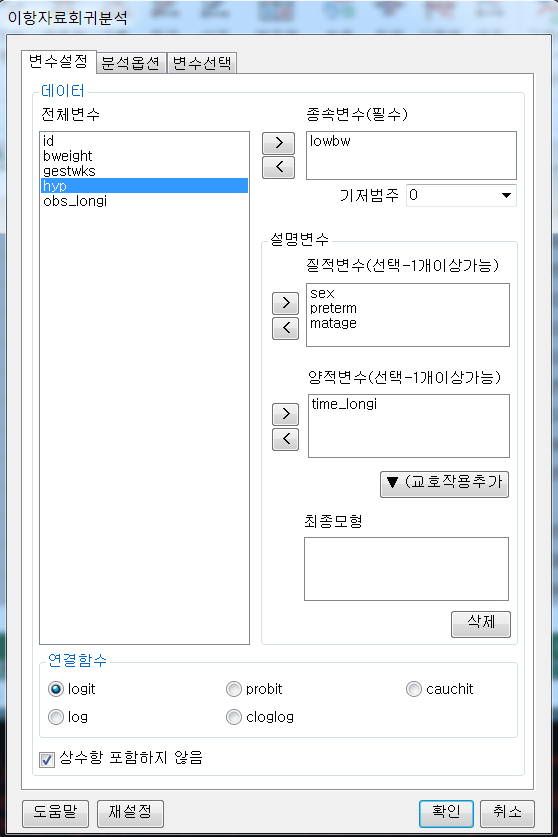 이항자료회귀분석
변수설정 분석옵션 변수선택
데이터
전체변수
id
bweight
gestwks
hyp
obs_longi
>
<
종속변수(필수)
lowbw
기저범주 0
설명변수
질적변수(선택-1개이상가능)
>
<
sex
preterm
matage
양적변수(선택-1개이상가능)
>
<
time_longi
▼ (교호작용추가
최종모형
삭제
연결함수
logit probit cauchit
log cloglog
상수항 포함하지 않음
도움말 재설정 확인 취소